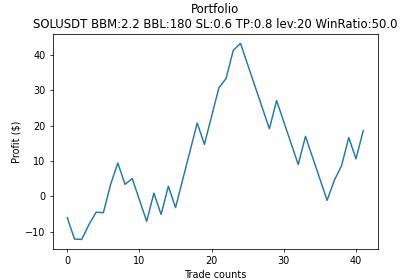 Portfolio
SOLUSDT BBM:2.2 BBL:180 SL:0.6 TP:0.8 lev:20 WinRatio:50.0
Profit ($)
40
30
20
10
0
−10
0
10
20
30
40
Trade counts